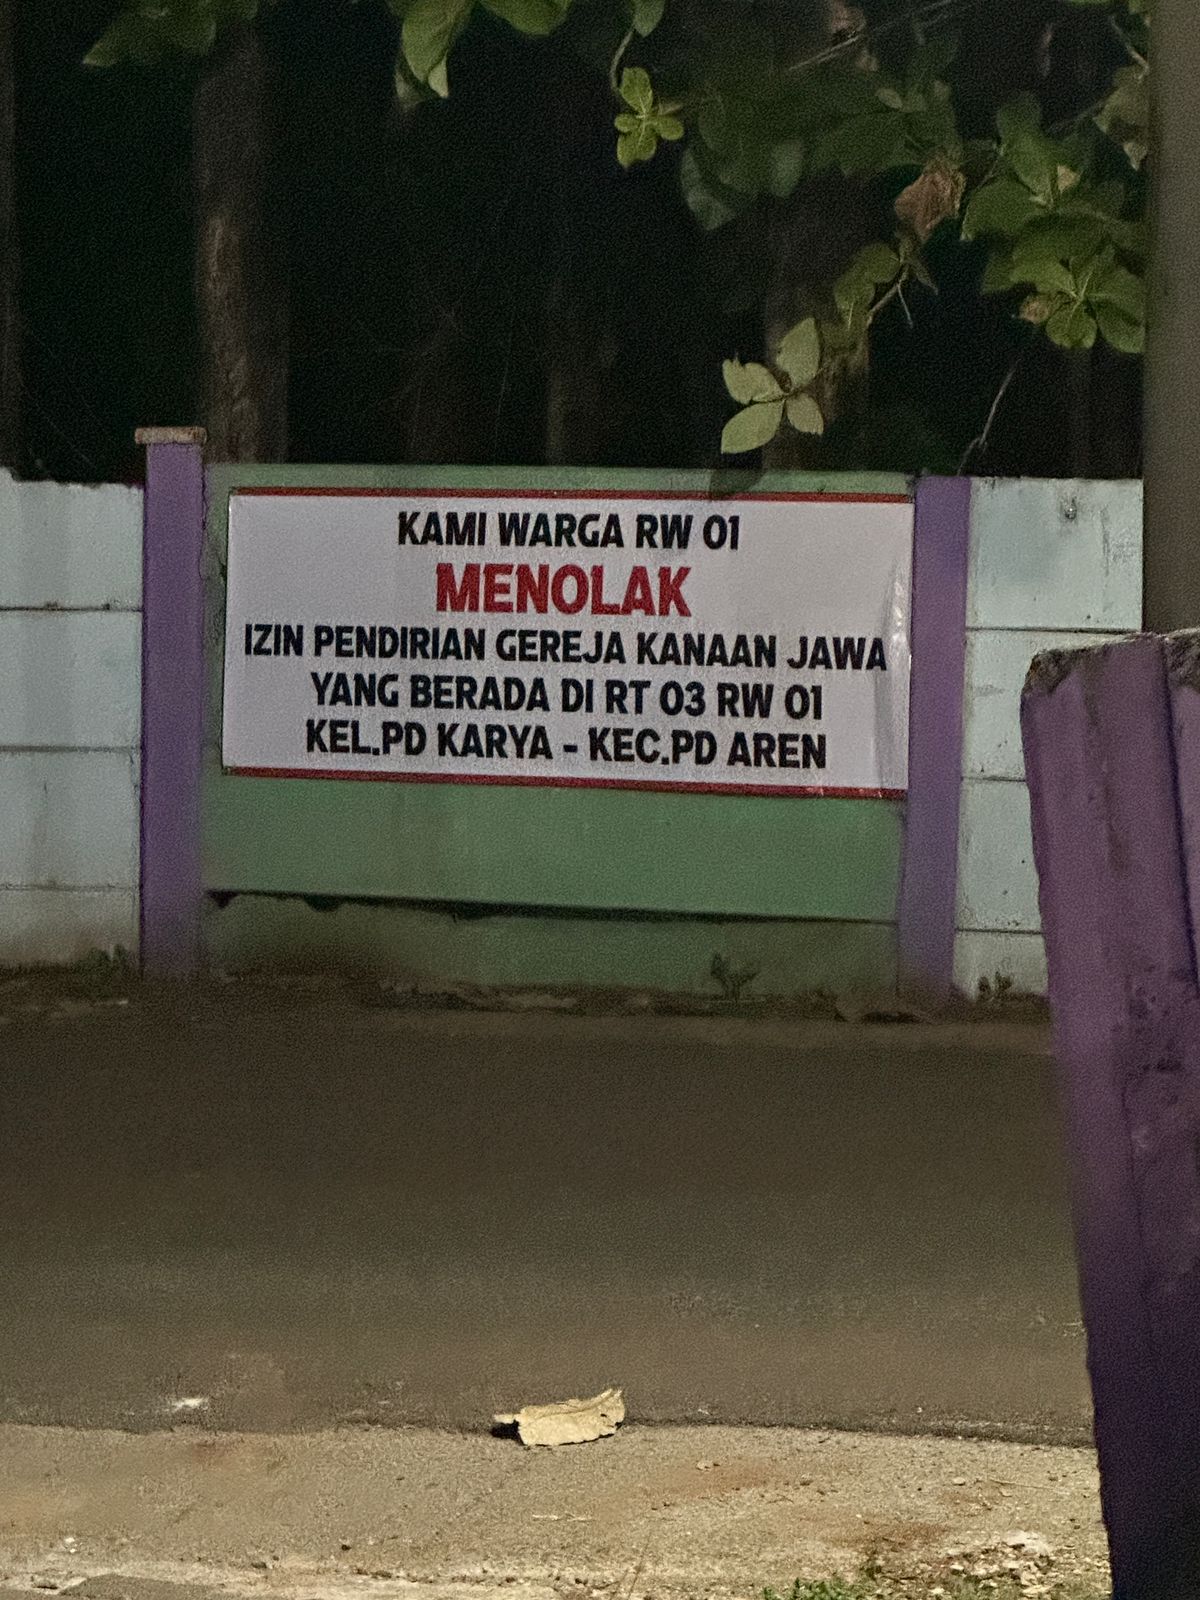 KAMI WARGA RW 01
MENOLAK
IZIN PENDIRIAN GEREJA KANAAN JAWA
YANG BERADA DI RT 03 RW 01
KEL.PD KARYA - KEC.PD AREN